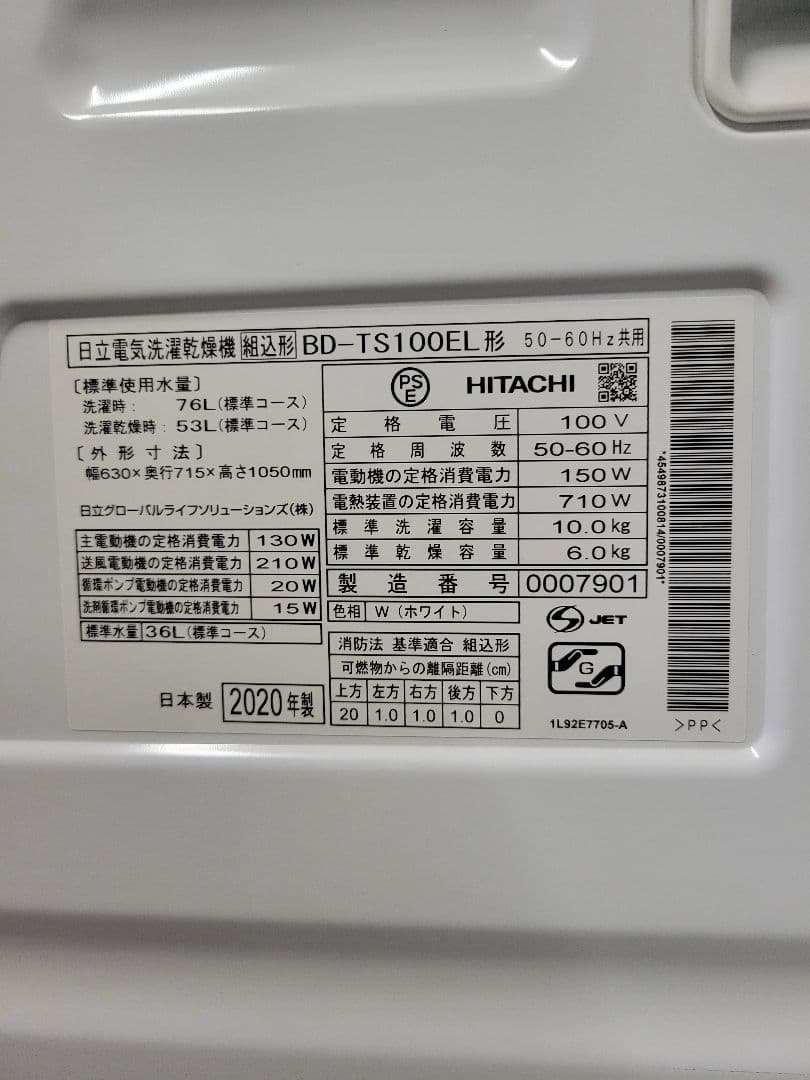 日立電気洗濯乾燥機 組込形 BD-TS100EL形 50-60Hz共用
〔標準使用水量〕
洗濯時： 76L(標準コース)
洗濯乾燥時：53L(標準コース)
〔外形寸法〕
幅630×奥行715×高さ1050mm
日立グローバルライフソリューションズ(株)
主電動機の定格消費電力 130W
送風電動機の定格消費電力 210W
循環ポンプ電動機の定格消費電力 20W
洗剤循環ポンプ電動機の定格消費電力 15W
標準水量 36L(標準コース)
日本製 2020年製
PS
E
HITACHI
定格電圧 100V
定格周波数 50-60Hz
電動機の定格消費電力 150W
電熱装置の定格消費電力 710W
標準洗濯容量 10.0kg
標準乾燥容量 6.0kg
製造番号 0007901
色相 W(ホワイト)
消防法 基準適合 組込形
可燃物からの離隔距離(cm)
上方 左方 右方 後方 下方
20 1.0 1.0 1.0 0
S JET
G
1L92E7705-A
*4549873100814/0007901*
>PP<